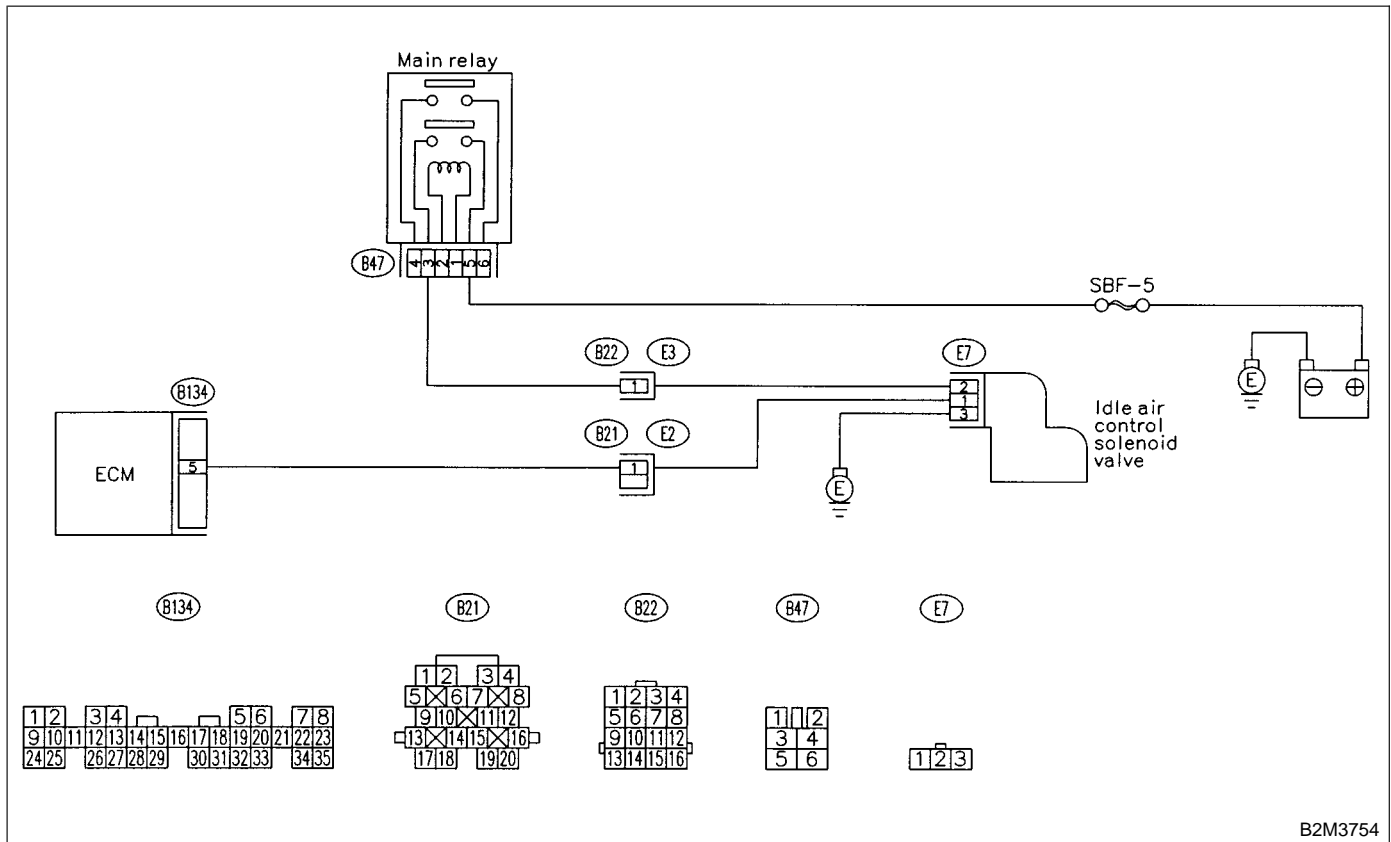 Main relay
B47
4 3 2 1 5 6
SBF-5
B22 E3 E7
1 2
1
3
E
⊖ ⊕
Idle air
control
solenoid
valve
B134
B21 E2
ECM
5
1
E
B134 B21 B22 B47 E7
1 2 3 4 5 6 7 8
9 10 11 12 13 14 15 16 17 18 19 20 21 22 23
24 25 26 27 28 29 30 31 32 33 34 35
1 2 3 4
5 6 7 8
9 10 11 12
13 14 15 16
17 18 19 20
1 2 3 4
5 6 7 8
9 10 11 12
13 14 15 16
1 2
3 4
5 6
1 2 3
B2M3754